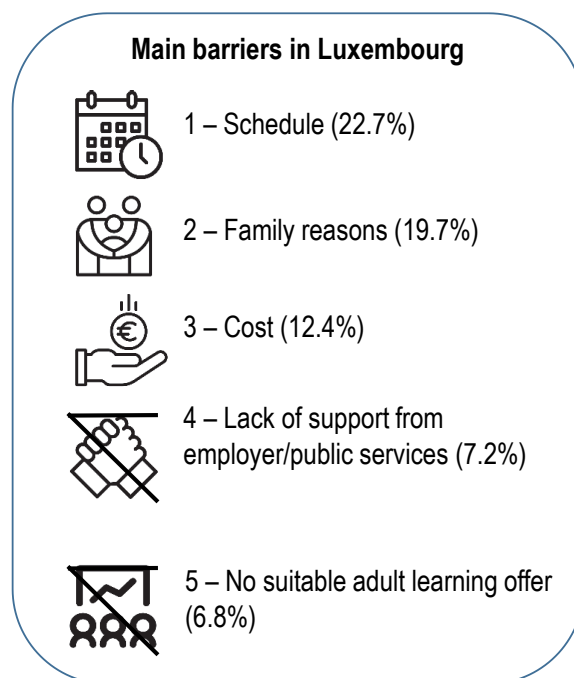 Main barriers in Luxembourg
1 – Schedule (22.7%)
2 – Family reasons (19.7%)
€
3 – Cost (12.4%)
4 – Lack of support from
employer/public services (7.2%)
5 – No suitable adult learning offer
(6.8%)